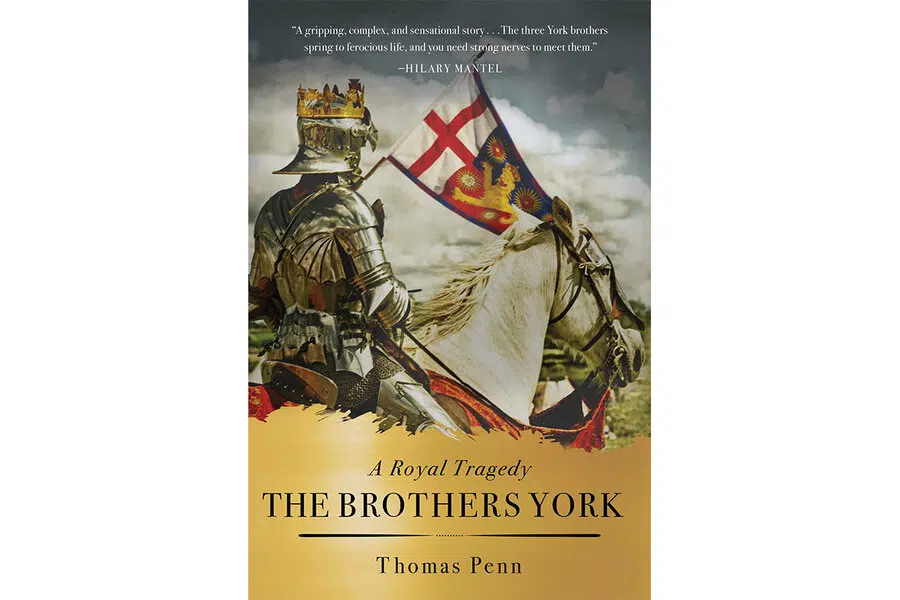 “A gripping, complex, and sensational story . . . The three York brothers
spring to ferocious life, and you need strong nerves to meet them.”
—HILARY MANTEL
A Royal Tragedy
THE BROTHERS YORK
Thomas Penn